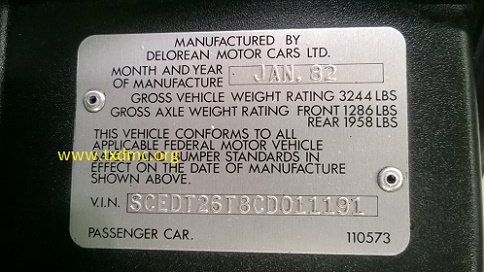 MANUFACTURED BY
DELOREAN MOTOR CARS LTD.
MONTH AND YEAR
OF MANUFACTURE JAN. 82
GROSS VEHICLE WEIGHT RATING 3244 LBS
GROSS AXLE WEIGHT RATING FRONT 1286 LBS
REAR 1958 LBS
THIS VEHICLE CONFORMS TO ALL
APPLICABLE FEDERAL MOTOR VEHICLE
www.txdmc.org
BUMPER STANDARDS IN
EFFECT ON THE DATE OF MANUFACTURE
SHOWN ABOVE.
V.I.N. SCEDT26T8CD011191
PASSENGER CAR. 110573